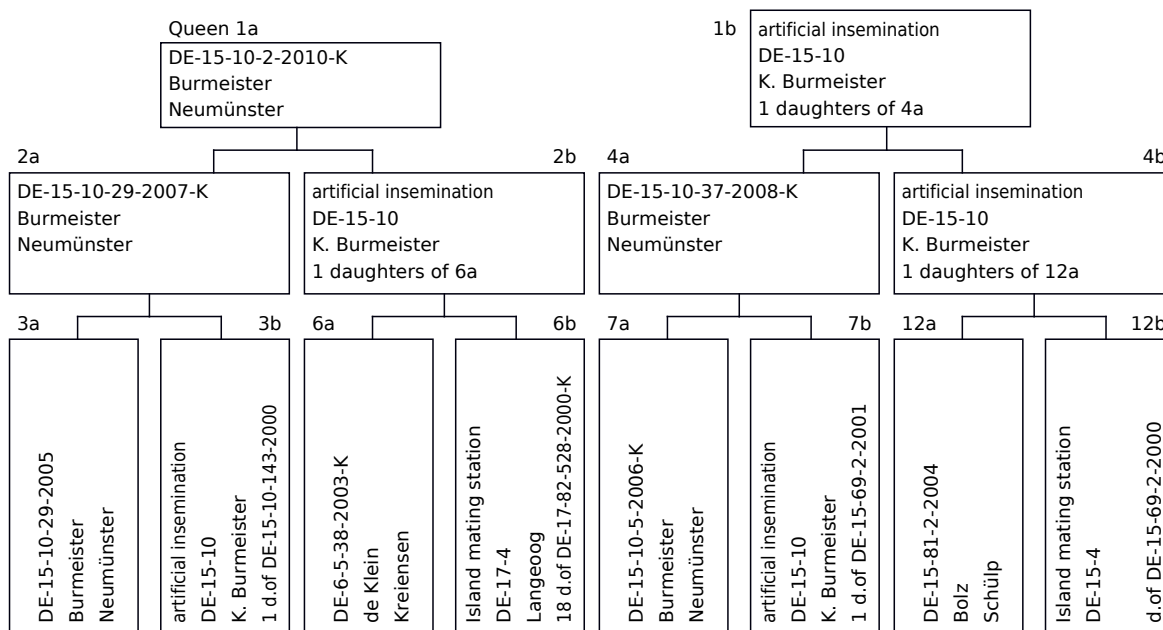 Queen 1a
DE-15-10-2-2010-K
Burmeister
Neumünster
1b
artificial insemination
DE-15-10
K. Burmeister
1 daughters of 4a
2a
DE-15-10-29-2007-K
Burmeister
Neumünster
2b
artificial insemination
DE-15-10
K. Burmeister
1 daughters of 6a
4a
DE-15-10-37-2008-K
Burmeister
Neumünster
4b
artificial insemination
DE-15-10
K. Burmeister
1 daughters of 12a
3a
DE-15-10-29-2005
Burmeister
Neumünster
3b
artificial insemination
DE-15-10
K. Burmeister
1 d.of DE-15-10-143-2000
6a
DE-6-5-38-2003-K
de Klein
Kreiensen
6b
Island mating station
DE-17-4
Langeoog
18 d.of DE-17-82-528-2000-K
7a
DE-15-10-5-2006-K
Burmeister
Neumünster
7b
artificial insemination
DE-15-10
K. Burmeister
1 d.of DE-15-69-2-2001
12a
DE-15-81-2-2004
Bolz
Schülp
12b
Island mating station
DE-15-4
d.of DE-15-69-2-2000